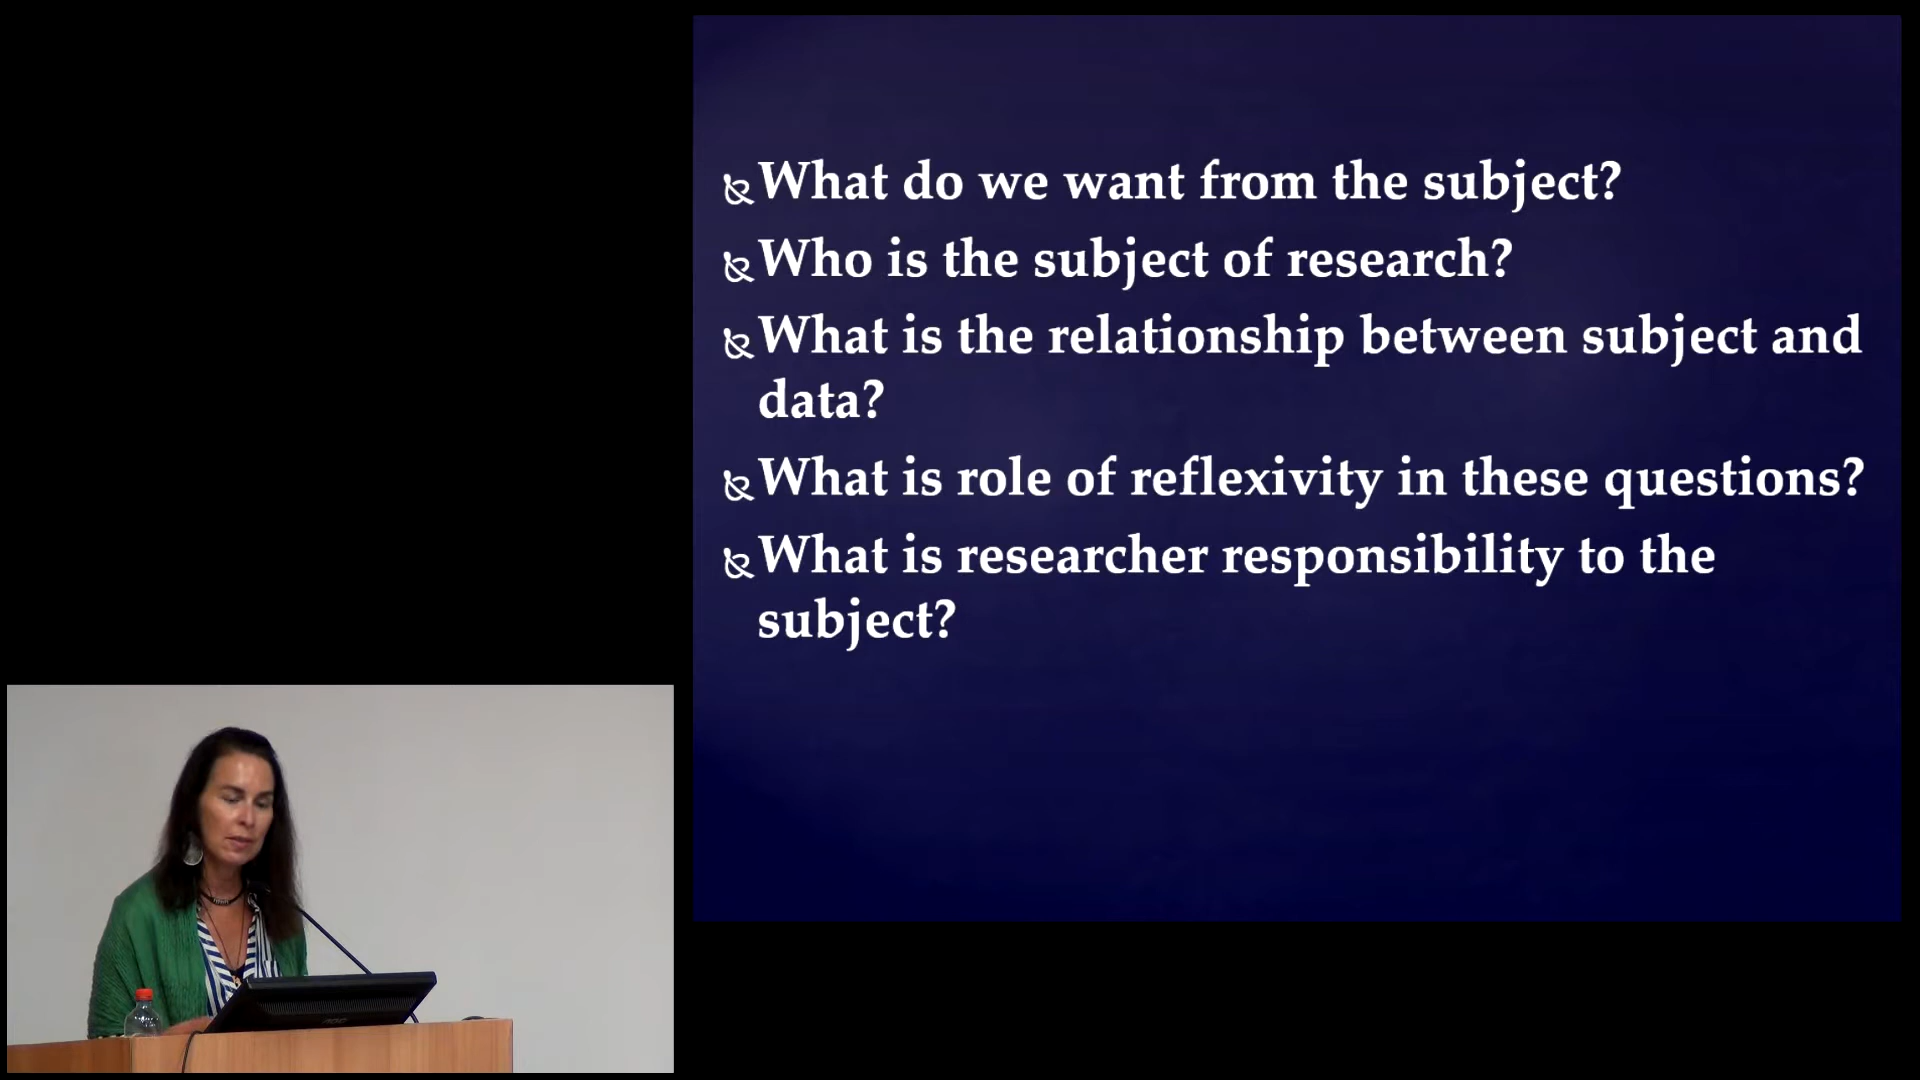 What do we want from the subject?
Who is the subject of research?
What is the relationship between subject and
data?
What is role of reflexivity in these questions?
What is researcher responsibility to the
subject?